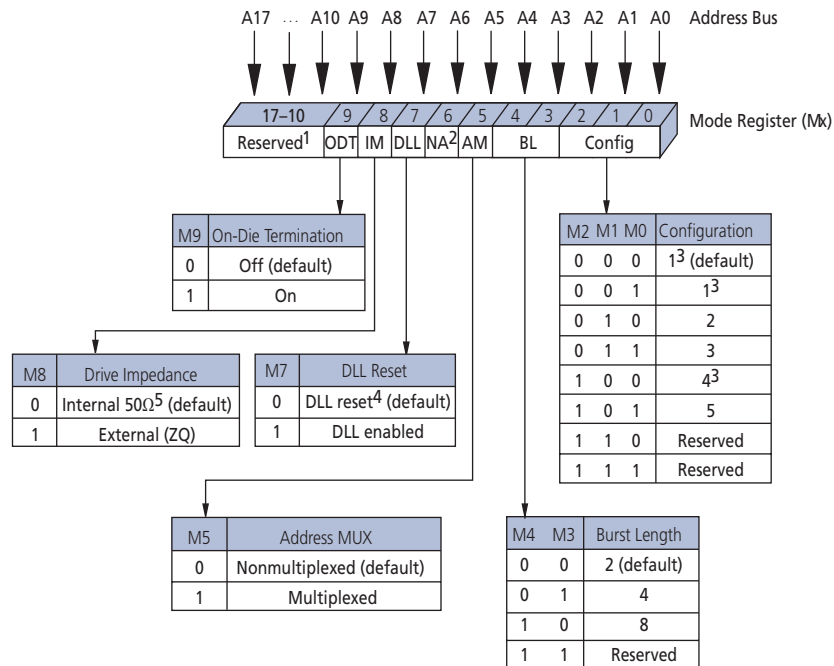 A17 ... A10 A9 A8 A7 A6 A5 A4 A3 A2 A1 A0 Address Bus
17–10 9 8 7 6 5 4 3 2 1 0 Mode Register (Mx)
Reserved1 ODT IM DLL NA2 AM BL Config
M9 On-Die Termination
0 Off (default)
1 On
M2 M1 M0 Configuration
0 0 0 13 (default)
0 0 1 13
0 1 0 2
0 1 1 3
1 0 0 43
1 0 1 5
1 1 0 Reserved
1 1 1 Reserved
M8 Drive Impedance
0 Internal 50Ω5 (default)
1 External (ZQ)
M7 DLL Reset
0 DLL reset4 (default)
1 DLL enabled
M5 Address MUX
0 Nonmultiplexed (default)
1 Multiplexed
M4 M3 Burst Length
0 0 2 (default)
0 1 4
1 0 8
1 1 Reserved